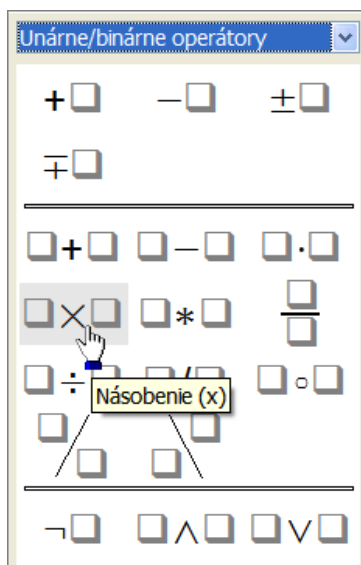 Unárne/binárne operátory
+□ −□ ±□
∓□
□+□ □−□ □·□
□×□ □∗□ □/□
□÷□ □/□ □∘□
Násobenie (x)
¬□ □∧□ □∨□